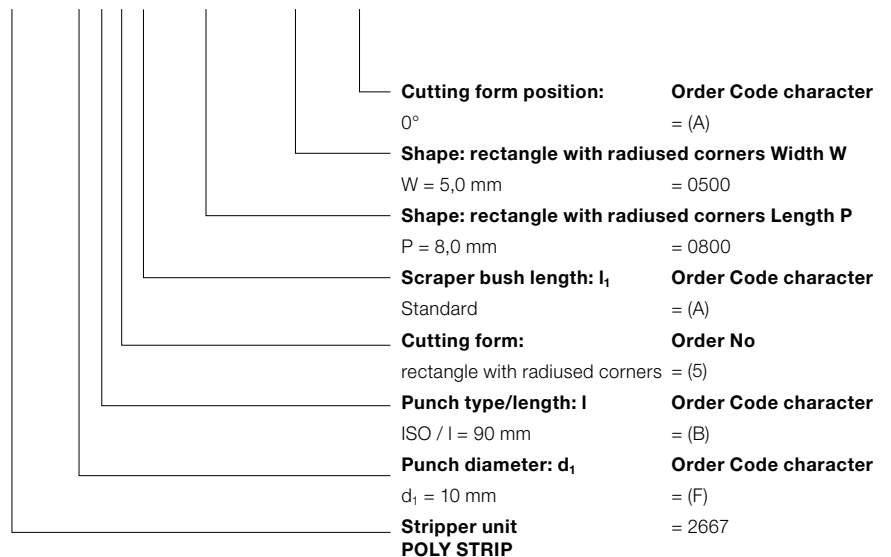 Cutting form position: Order Code character
0° = (A)
Shape: rectangle with radiused corners Width W
W = 5,0 mm = 0500
Shape: rectangle with radiused corners Length P
P = 8,0 mm = 0800
Scraper bush length: l₁ Order Code character
Standard = (A)
Cutting form: Order No
rectangle with radiused corners = (5)
Punch type/length: l Order Code character
ISO / l = 90 mm = (B)
Punch diameter: d₁ Order Code character
d₁ = 10 mm = (F)
Stripper unit = 2667
POLY STRIP